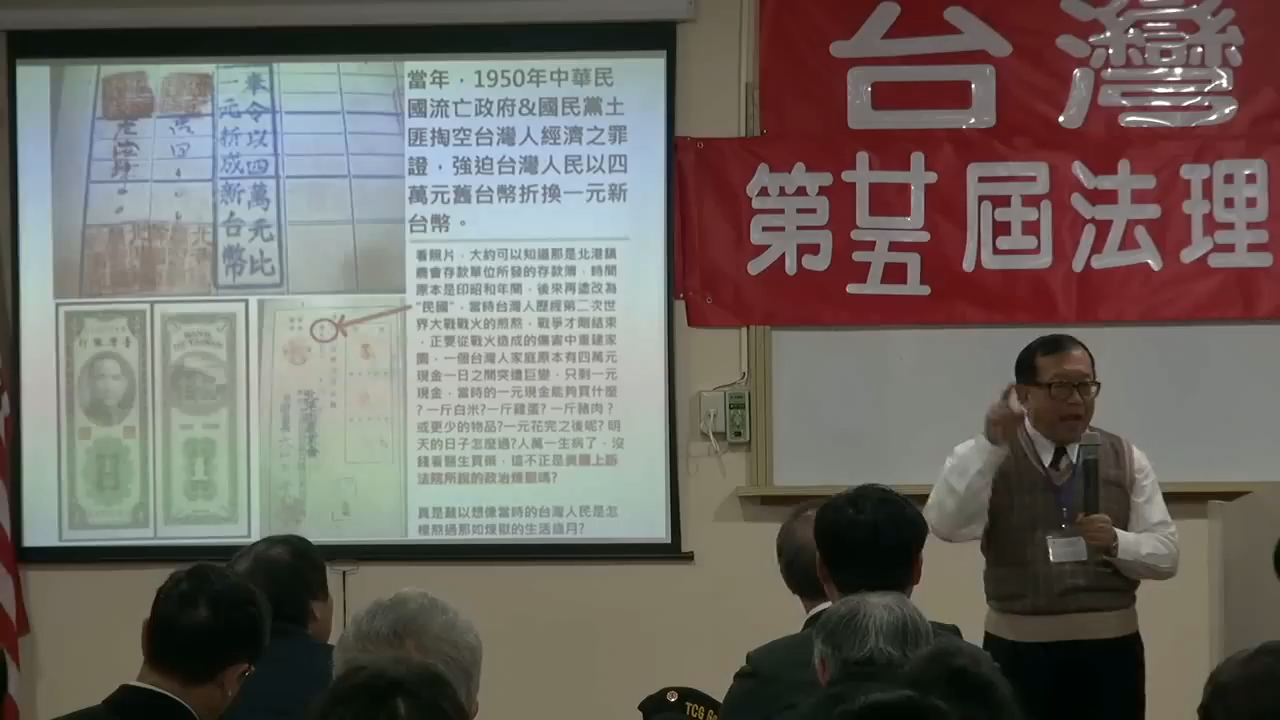 台灣
第廿五屆法理
當年，1950年中華民
國流亡政府&國民黨土
匪掏空台灣人經濟之罪
證，強迫台灣人民以四
萬元舊台幣折換一元新
台幣。
奉令以四萬元比
一元折成新台幣
看照片，大約可以知道那是北港鎮
農會存款單位所發的存款簿，時間
原本是印昭和年間，後來再塗改為
"民國"，當時台灣人歷經第二次世
界大戰戰火的煎熬，戰爭才剛結束
，正要從戰火造成的傷害中重建家
園，一個台灣人家庭原本有四萬元
現金一日之間突遭巨變，只剩一元
現金，當時的一元現金能夠買什麼
？一斤白米?一斤雞蛋？一斤豬肉？
或更少的物品?一元花完之後呢？明
天的日子怎麼過?人萬一生病了，沒
錢看醫生買藥，這不正是美國上訴
法院所說的政治煉獄嗎?
真是難以想像當時的台灣人民是怎
樣熬過那如煉獄的生活歲月?
臺灣銀行
BANK
OF TAIWAN
TCG